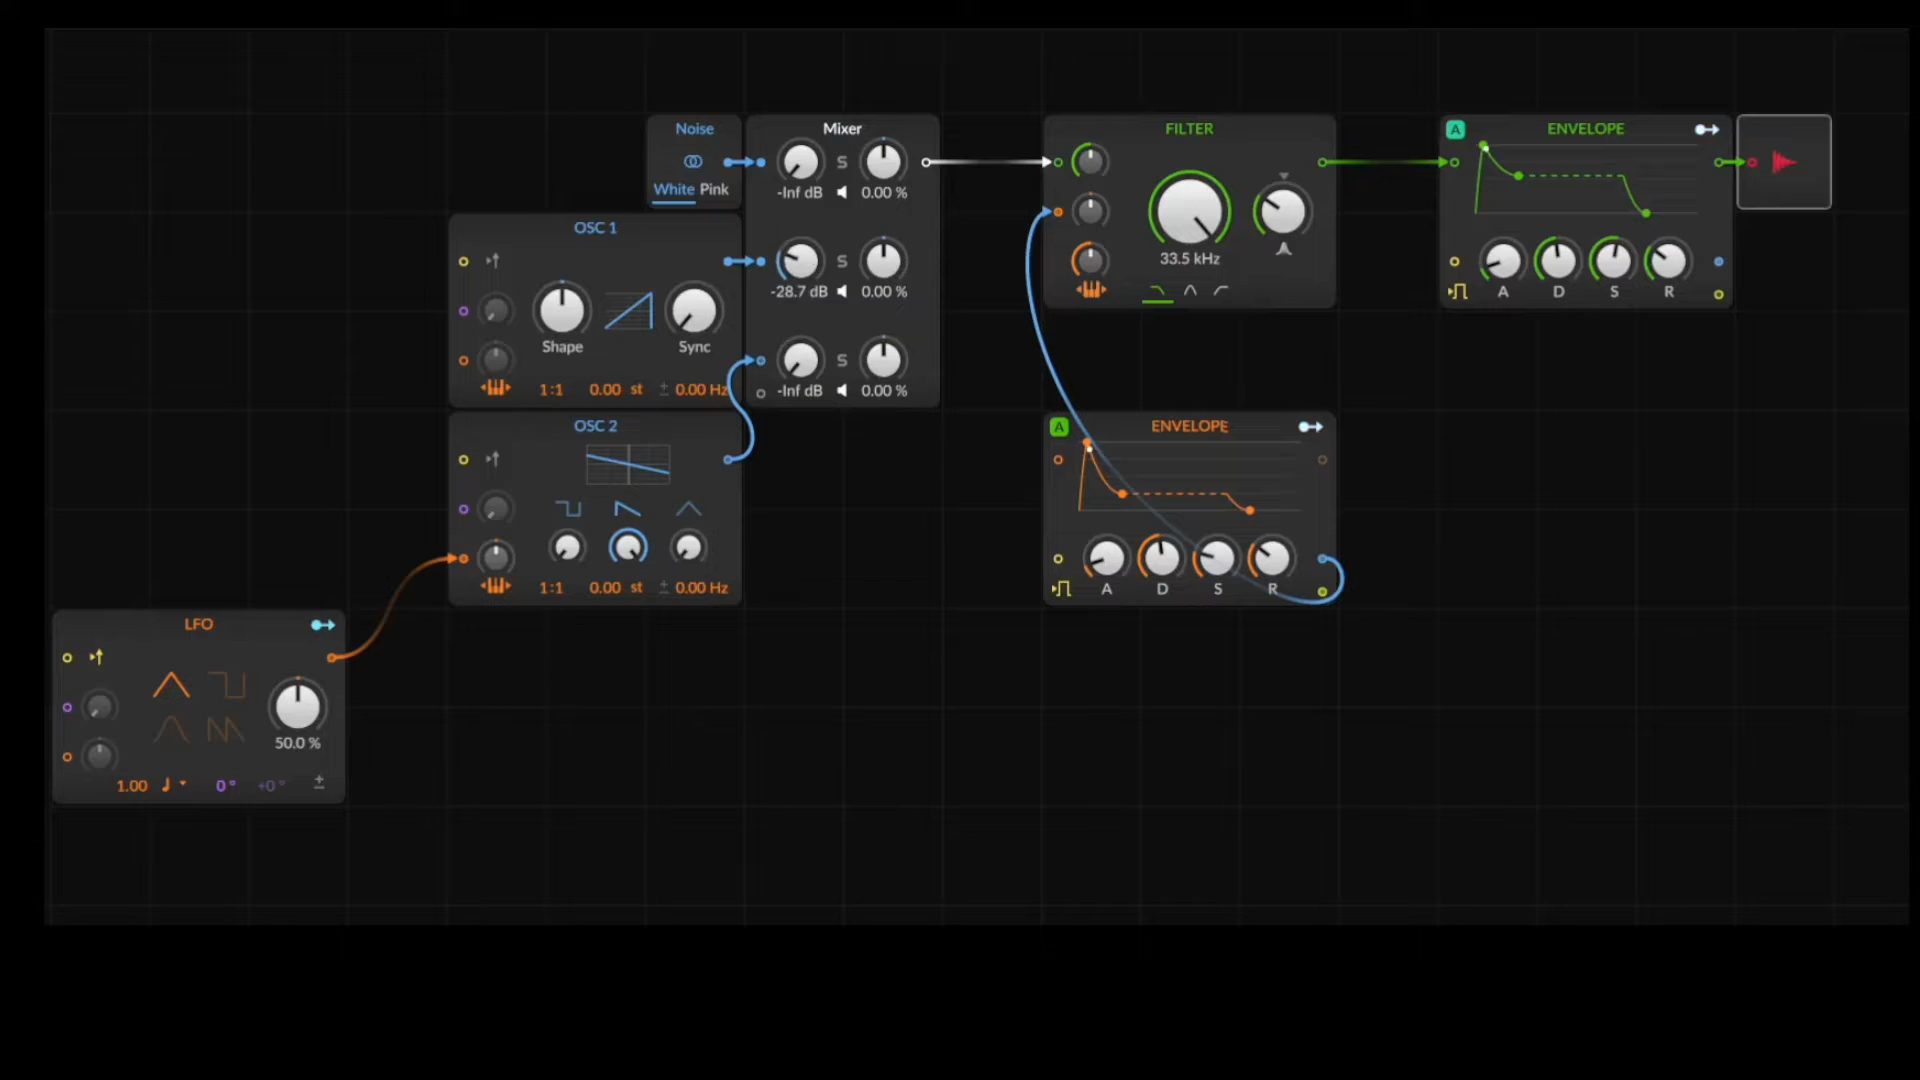 Noise
White Pink
Mixer
-Inf dB S 0.00 %
-28.7 dB S 0.00 %
-Inf dB S 0.00 %
OSC 1
Shape Sync
1:1 0.00 st ± 0.00 Hz
OSC 2
1:1 0.00 st ± 0.00 Hz
LFO
50.0 %
1.00 0° +0° ±
FILTER
33.5 kHz
A ENVELOPE
A D S R
A ENVELOPE
A D S R